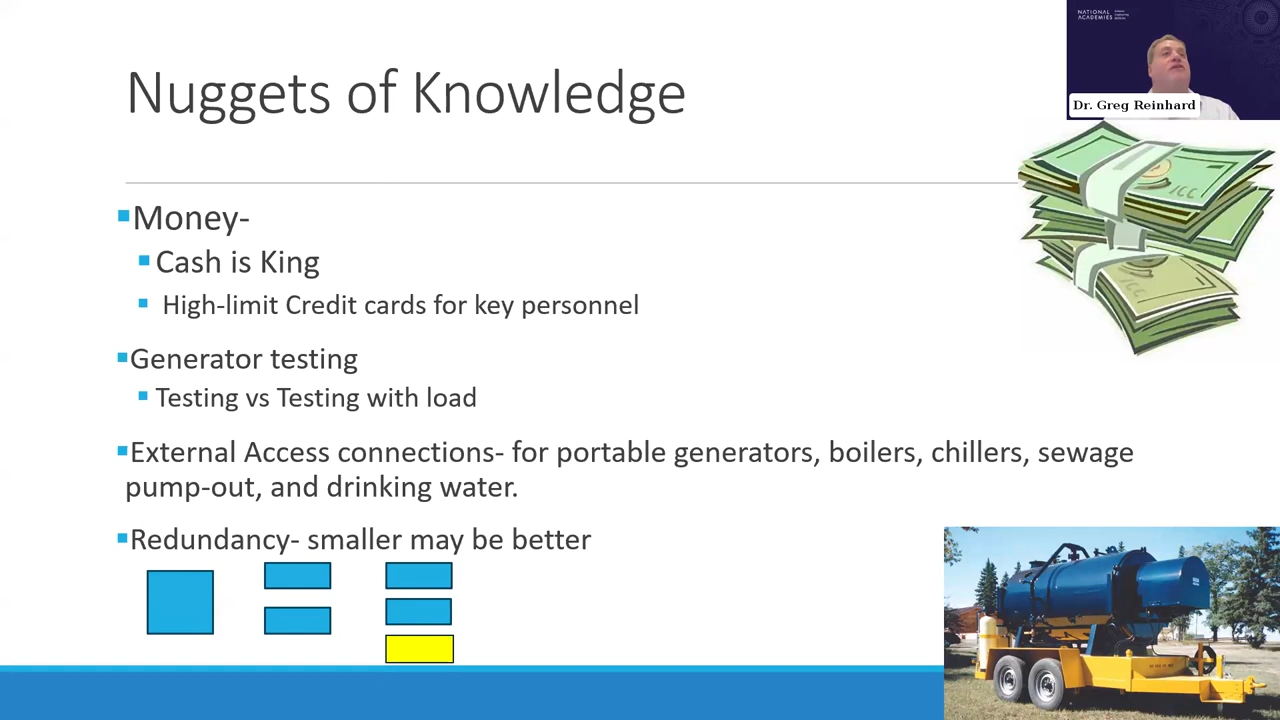 NATIONAL
ACADEMIES
Dr. Greg Reinhard
Nuggets of Knowledge
Money-
Cash is King
High-limit Credit cards for key personnel
Generator testing
Testing vs Testing with load
External Access connections- for portable generators, boilers, chillers, sewage
pump-out, and drinking water.
Redundancy- smaller may be better